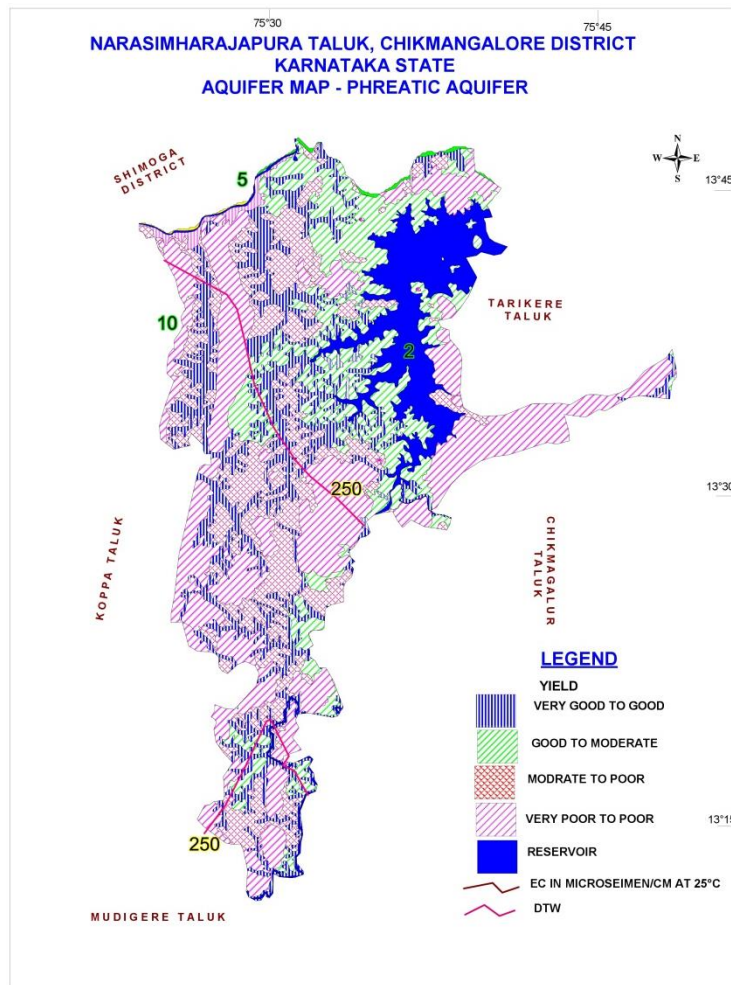 75°30
75°45
NARASIMHARAJAPURA TALUK, CHIKMANGALORE DISTRICT
KARNATAKA STATE
AQUIFER MAP - PHREATIC AQUIFER
SHIMOGA
DISTRICT
N
W E
S
5
13°45
10
TARIKERE
TALUK
2
250
13°30
KOPPA TALUK
CHIKMAGALUR
TALUK
LEGEND
YIELD
VERY GOOD TO GOOD
GOOD TO MODERATE
MODRATE TO POOR
VERY POOR TO POOR
13°15
250
RESERVOIR
EC IN MICROSEIMEN/CM AT 25°C
DTW
MUDIGERE TALUK